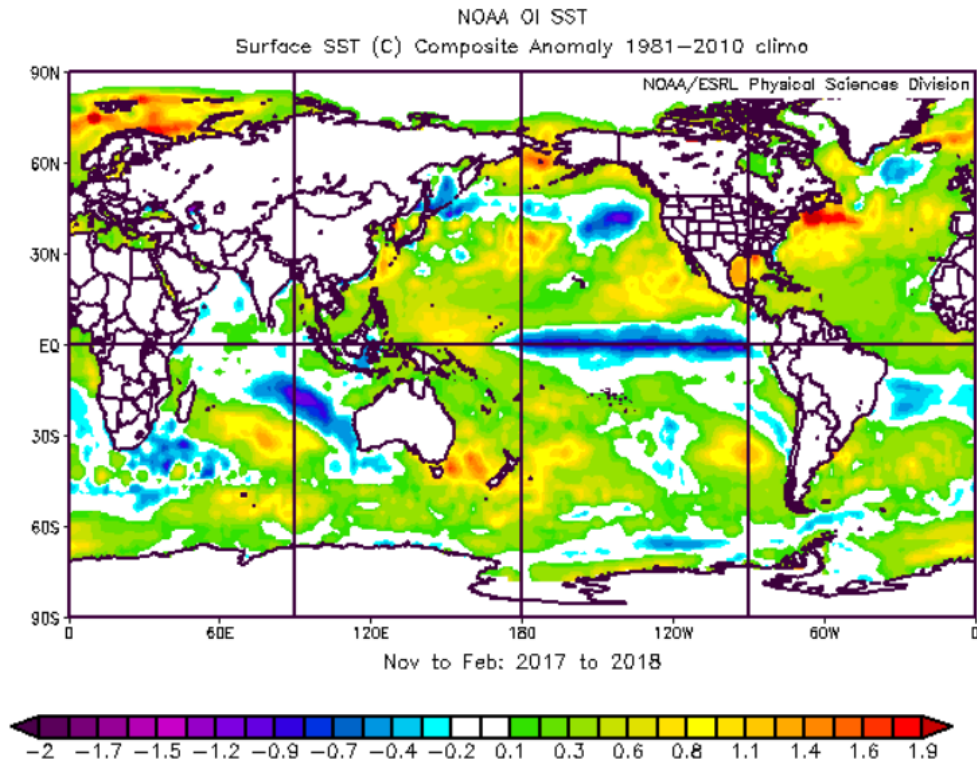 NOAA OI SST
Surface SST (C) Composite Anomaly 1981-2010 climo
90N
NOAA/ESRL Physical Sciences Division
60N
30N
EQ
30S
60S
90S
0 60E 120E 180 120W 60W 0
Nov to Feb: 2017 to 2018
-2 -1.7 -1.5 -1.2 -0.9 -0.7 -0.4 -0.2 0.1 0.3 0.6 0.8 1.1 1.4 1.6 1.9